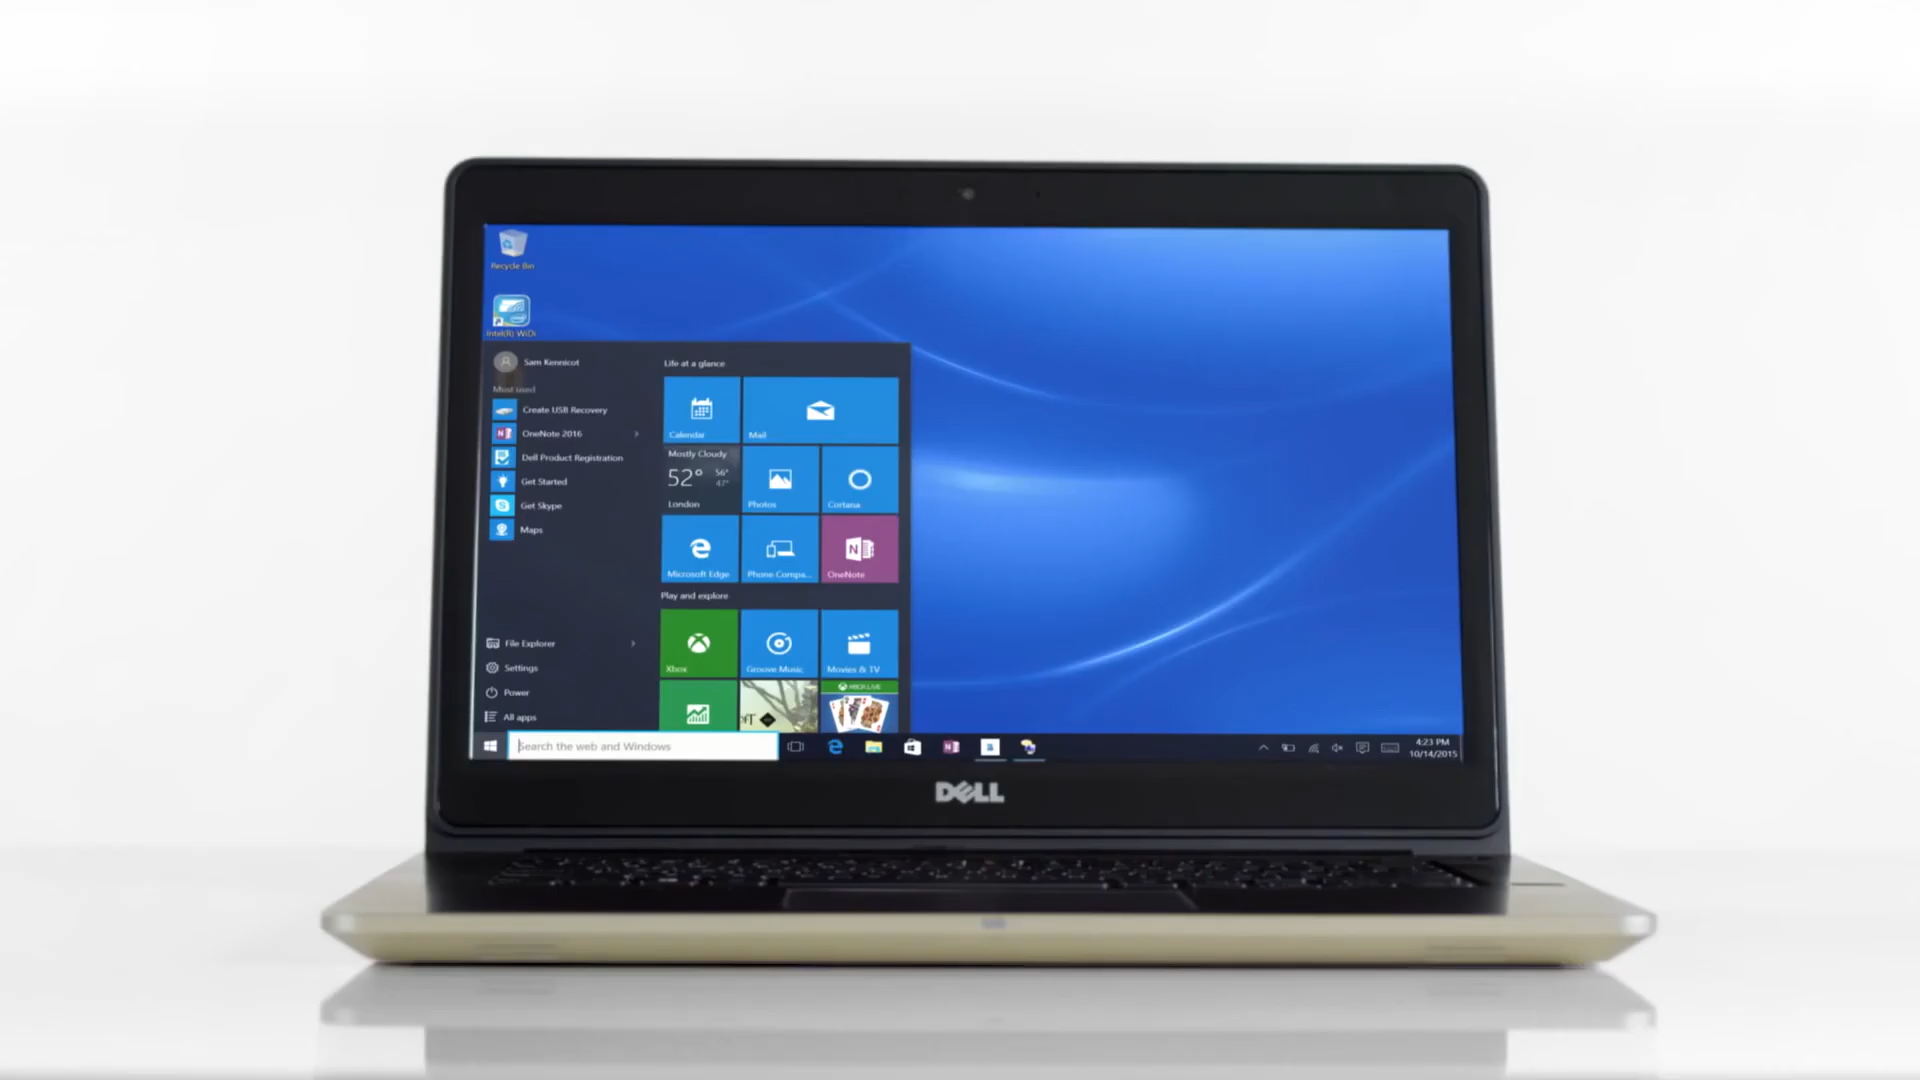 Recycle Bin
Intel(R) WiDi
Sam Kennicot
Most used
Create USB Recovery
OneNote 2016
Dell Product Registration
Get Started
Get Skype
Maps
File Explorer
Settings
Power
All apps
Life at a glance
Calendar
Mail
Mostly Cloudy
52° 56°
47°
London
Photos
Cortana
Microsoft Edge
Phone Compa...
OneNote
Play and explore
Xbox
Groove Music
Movies & TV
XBOX LIVE
Search the web and Windows
4:23 PM
10/14/2015
DELL